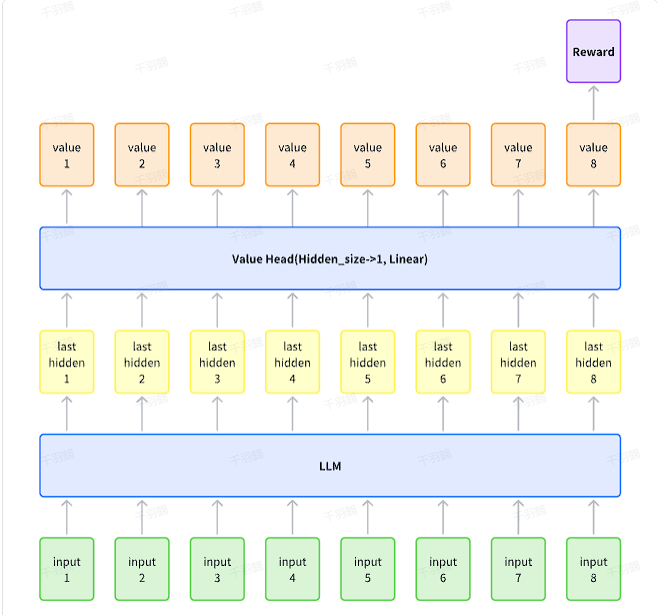 Reward
value
1
value
2
value
3
value
4
value
5
value
6
value
7
value
8
Value Head(Hidden_size->1, Linear)
last
hidden
1
last
hidden
2
last
hidden
3
last
hidden
4
last
hidden
5
last
hidden
6
last
hidden
7
last
hidden
8
LLM
input
1
input
2
input
3
input
4
input
5
input
6
input
7
input
8